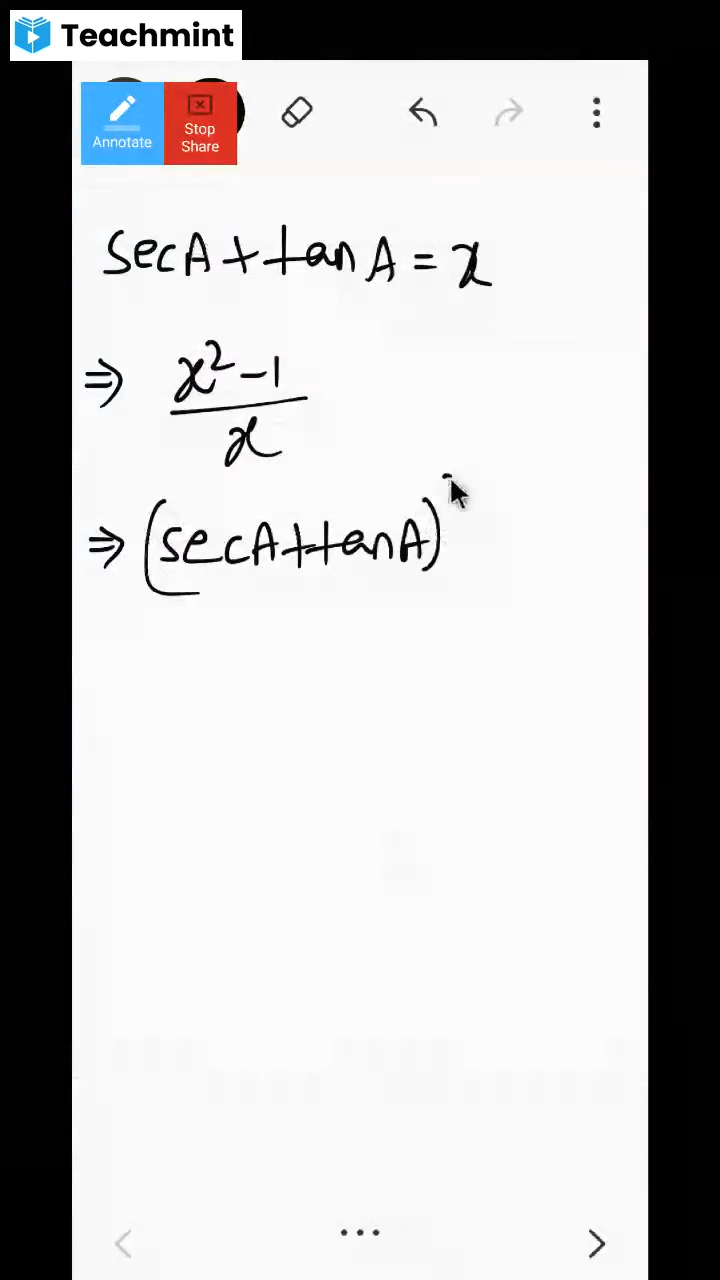 Teachmint
Annotate
Stop
Share
secA+tanA = x
⇒ x²-1
x
⇒ (secA+tanA)